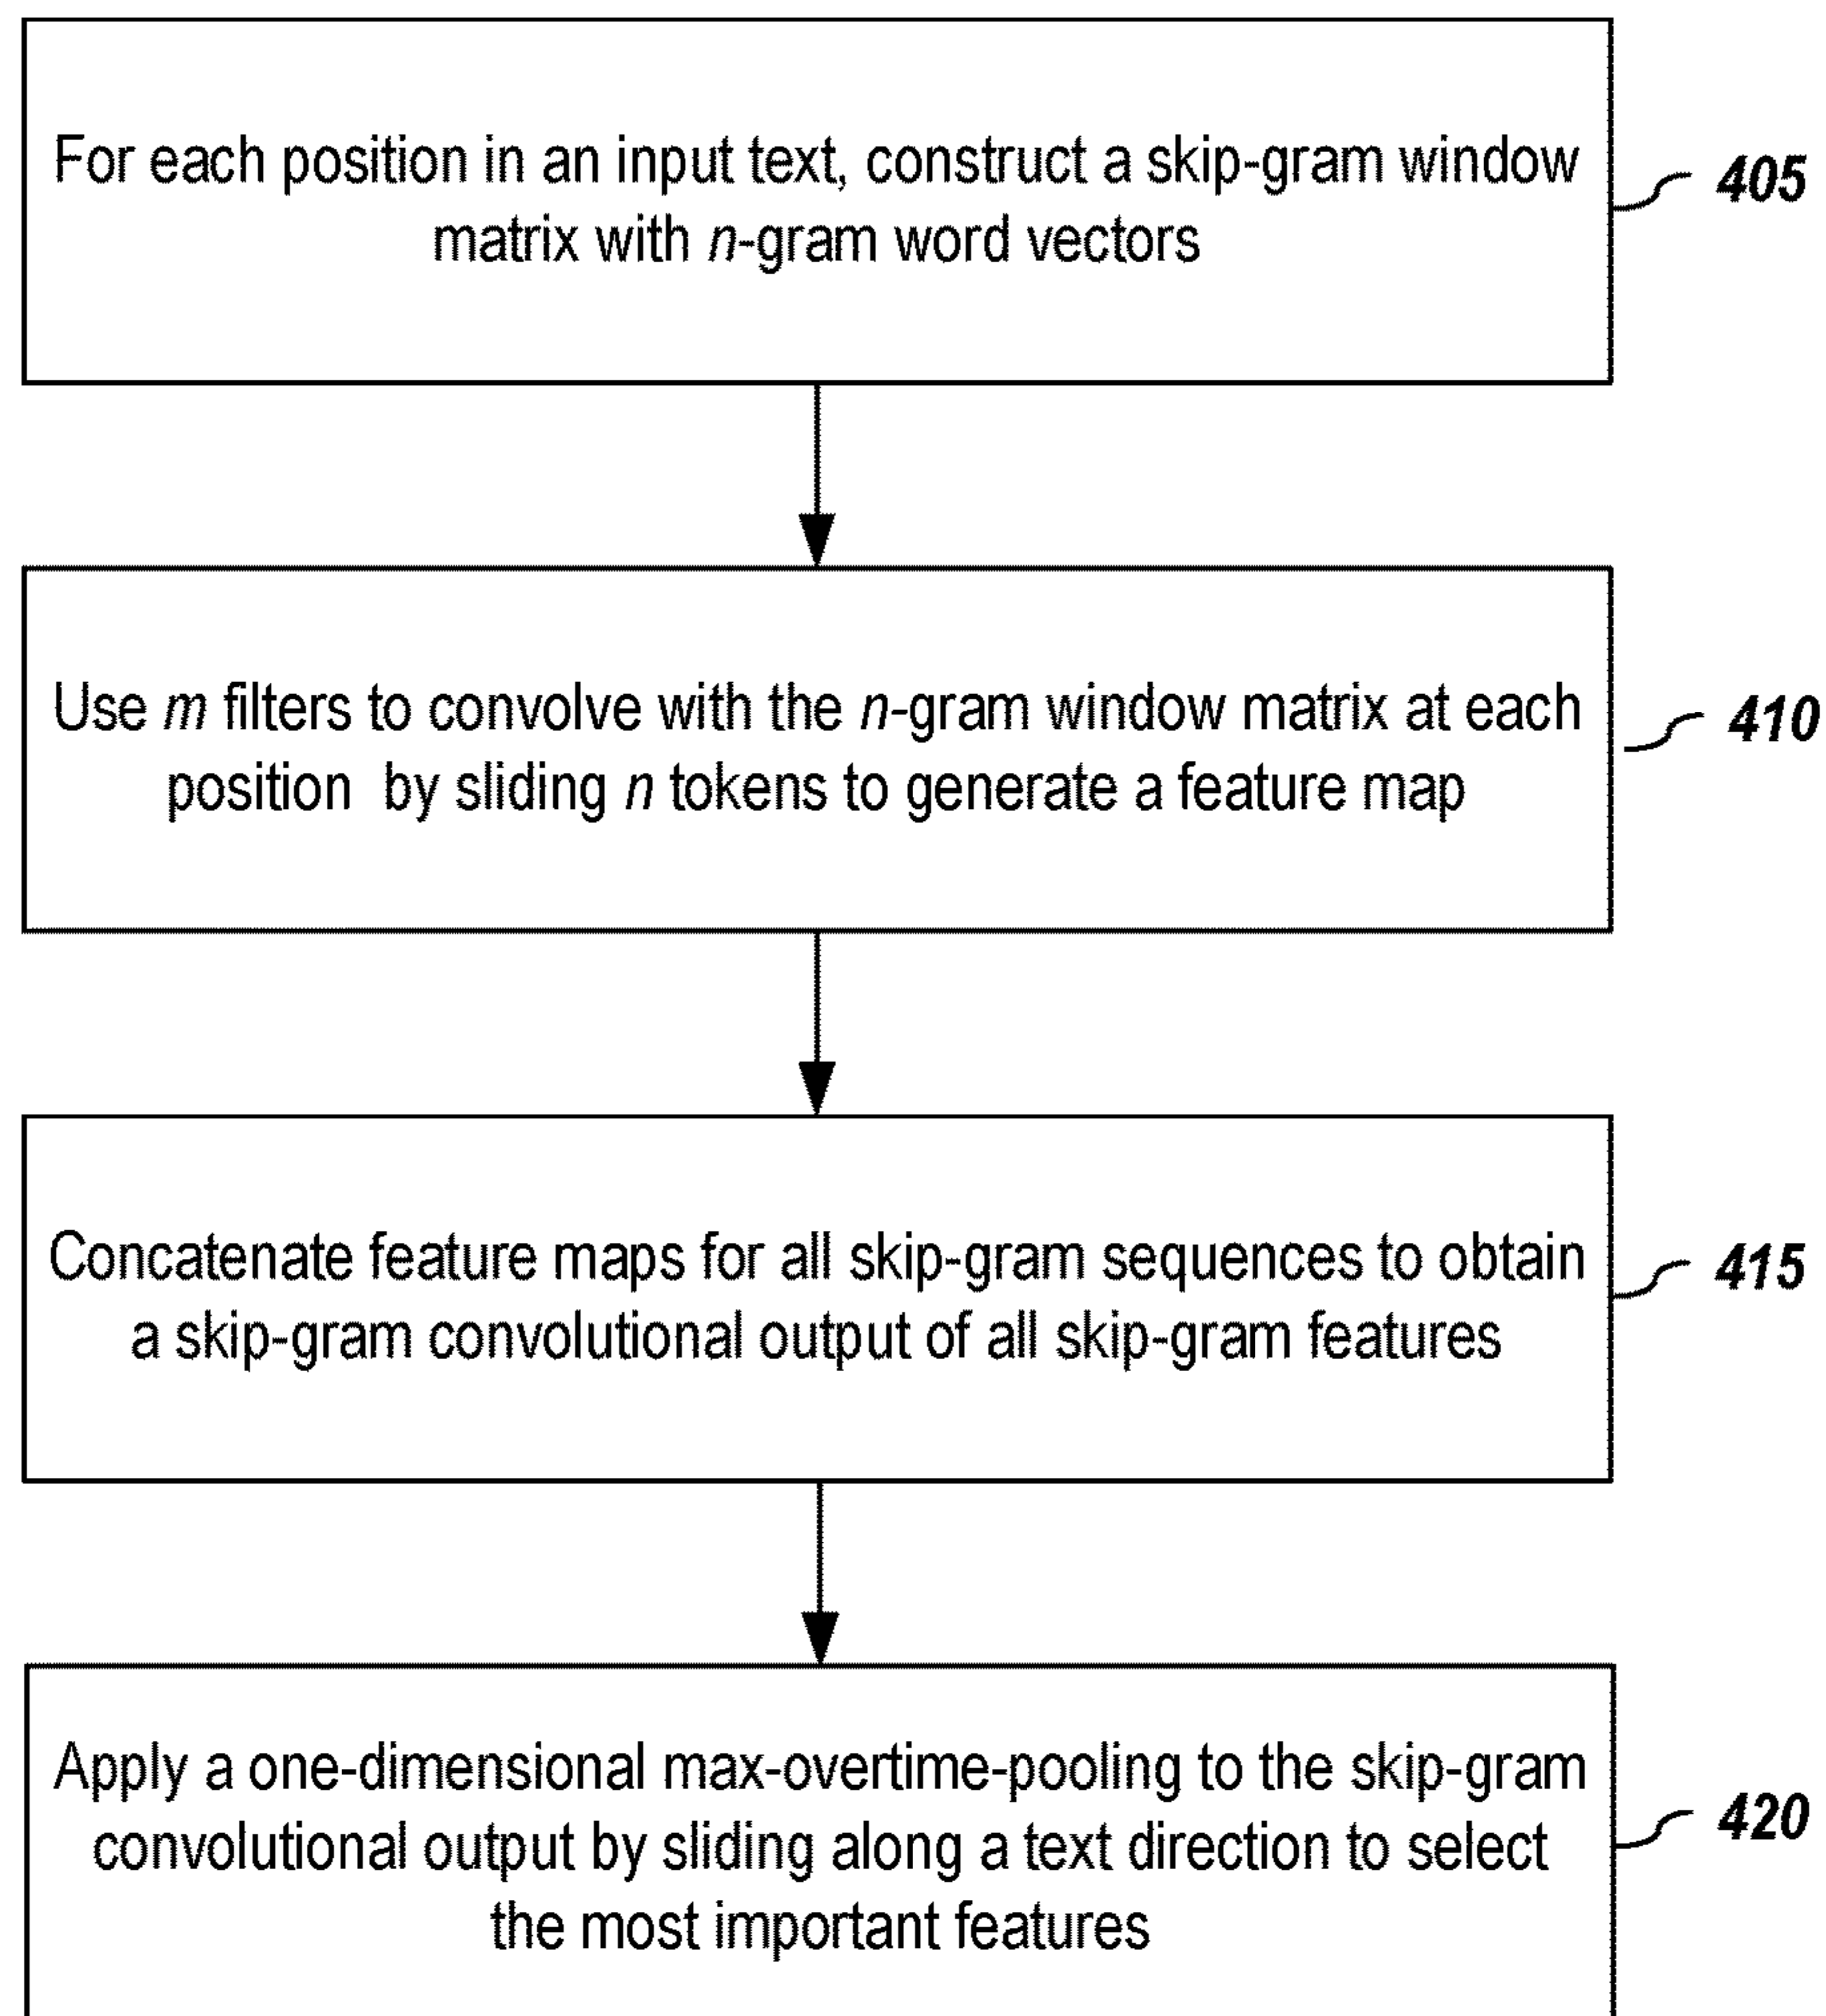 For each position in an input text, construct a skip-gram window
matrix with n-gram word vectors
405
Use m filters to convolve with the n-gram window matrix at each
position by sliding n tokens to generate a feature map
410
Concatenate feature maps for all skip-gram sequences to obtain
a skip-gram convolutional output of all skip-gram features
415
Apply a one-dimensional max-overtime-pooling to the skip-gram
convolutional output by sliding along a text direction to select
the most important features
420